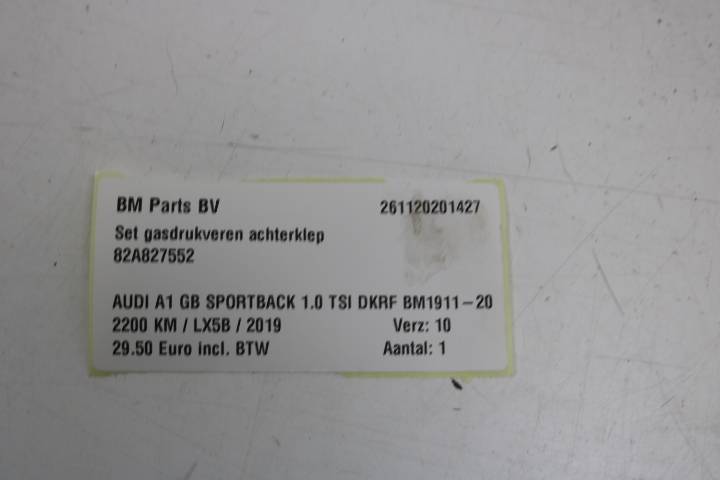 BM Parts BV 261120201427
Set gasdrukveren achterklep
82A827552
AUDI A1 GB SPORTBACK 1.0 TSI DKRF BM1911-20
2200 KM / LX5B / 2019 Verz: 10
29.50 Euro incl. BTW Aantal: 1